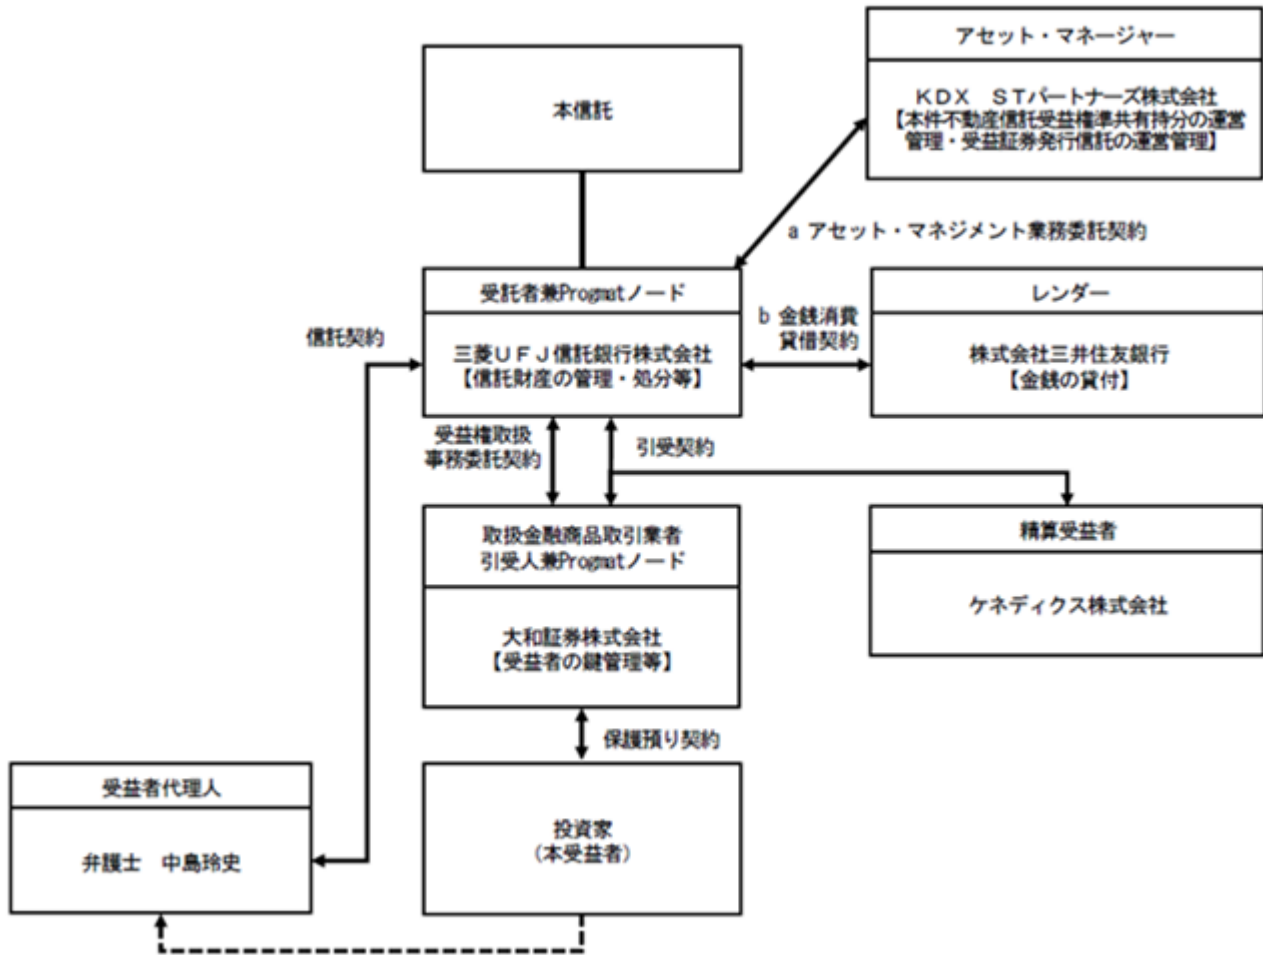 アセット・マネージャー
KDX STパートナーズ株式会社
【本件不動産信託受益権準共有持分の運営
管理・受益証券発行信託の運営管理】
本信託
a アセット・マネジメント業務委託契約
受託者兼Progmatノード
三菱UFJ信託銀行株式会社
【信託財産の管理・処分等】
信託契約
b 金銭消費
貸借契約
レンダー
株式会社三井住友銀行
【金銭の貸付】
受益権取扱
事務委託契約
引受契約
取扱金融商品取引業者
引受人兼Progmatノード
大和証券株式会社
【受益者の鍵管理等】
精算受益者
ケネディクス株式会社
保護預り契約
受益者代理人
弁護士 中島玲史
投資家
(本受益者)